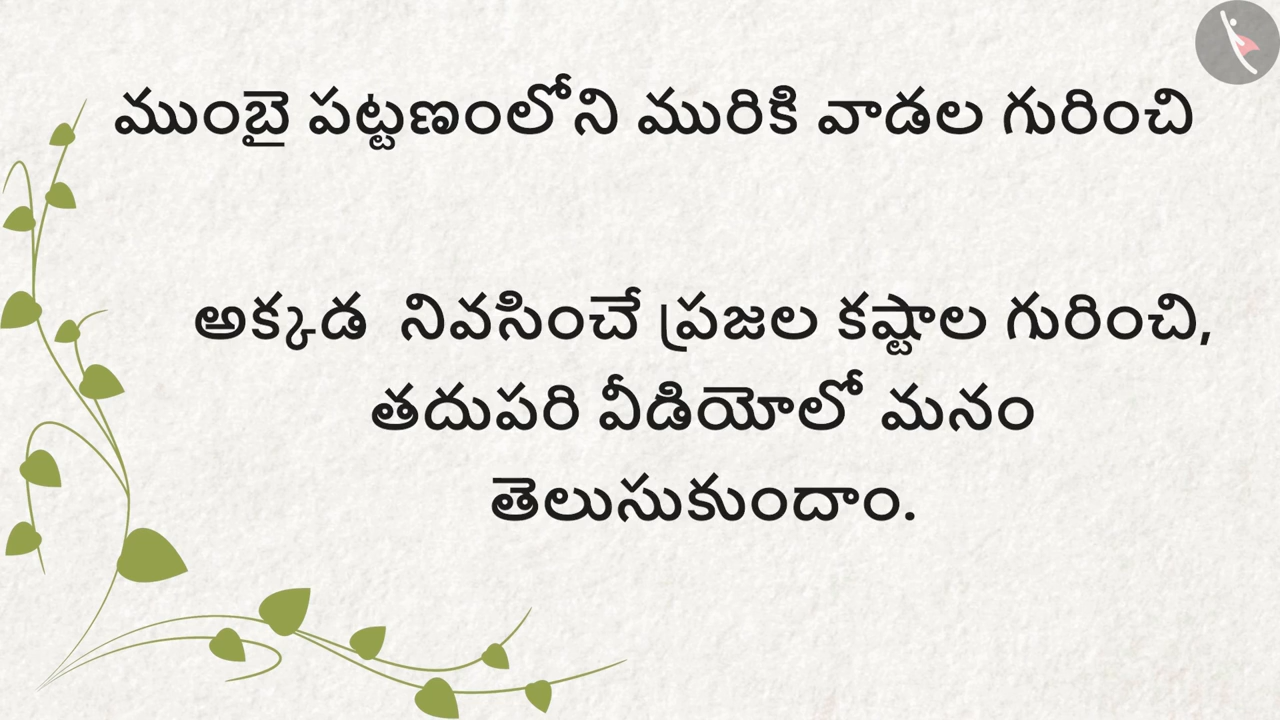 ముంబై పట్టణంలోని మురికి వాడల గురించి
అక్కడ నివసించే ప్రజల కష్టాల గురించి,
తదుపరి వీడియోలో మనం
తెలుసుకుందాం.